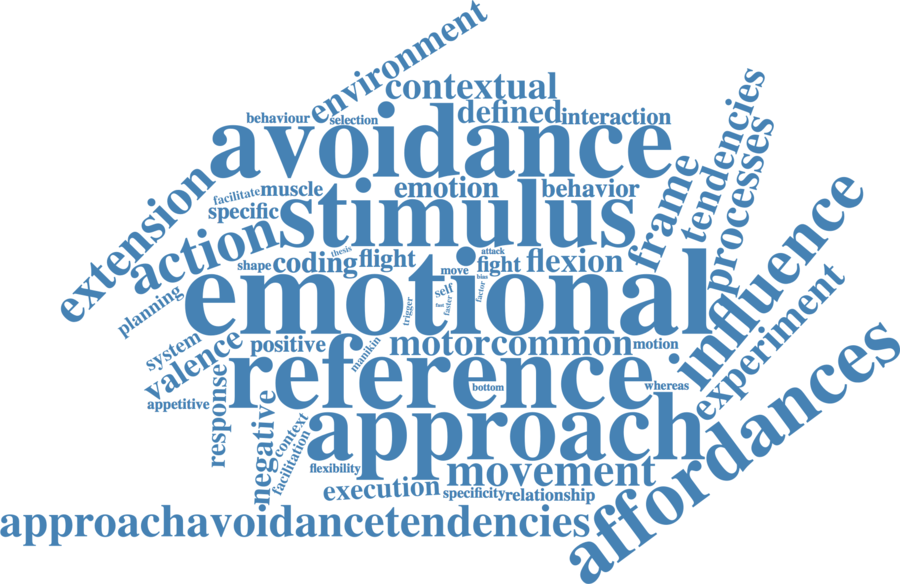 environment
contextual
behaviour
selection
defined
interaction
avoidance
tendencies
processes
extension
facilitate
muscle
emotion
behavior
frame
specific
stimulus
influence
action
thesis
attack
shape
coding
flight
move
fight
flexion
bias
planning
emotional
trigger
self
fast
faster
factor
experiment
system
valence
positive
manikin
motor
common
motion
reference
bottom
whereas
appetitive
response
negative
context
facilitation
approach
affordances
flexibility
movement
execution
specificity
relationship
approachavoidancetendencies